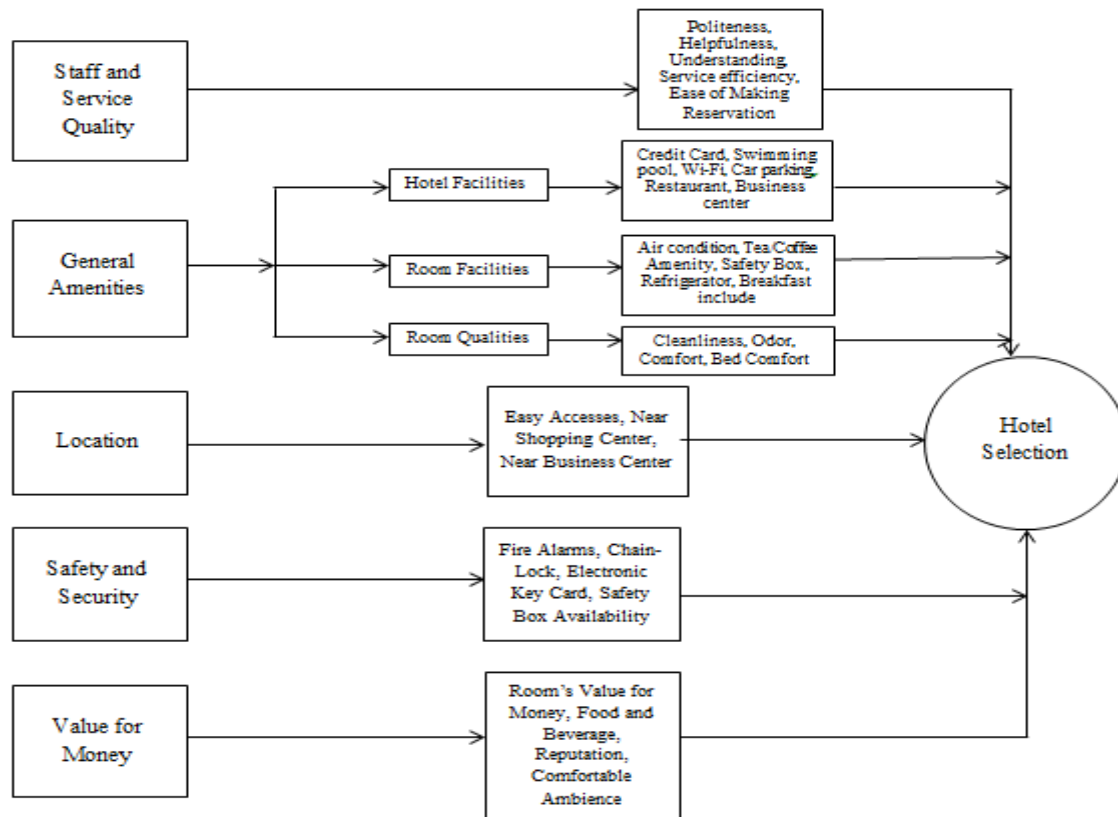 Staff and
Service
Quality
Politeness,
Helpfulness,
Understanding,
Service efficiency,
Ease of Making
Reservation
General
Amenities
Hotel Facilities
Credit Card, Swimming
pool, Wi-Fi, Car parking,
Restaurant, Business
center
Room Facilities
Air condition, Tea/Coffee
Amenity, Safety Box,
Refrigerator, Breakfast
include
Room Qualities
Cleanliness, Odor,
Comfort, Bed Comfort
Location
Easy Accesses, Near
Shopping Center,
Near Business Center
Hotel
Selection
Safety and
Security
Fire Alarms, Chain-
Lock, Electronic
Key Card, Safety
Box Availability
Value for
Money
Room's Value for
Money, Food and
Beverage,
Reputation,
Comfortable
Ambience